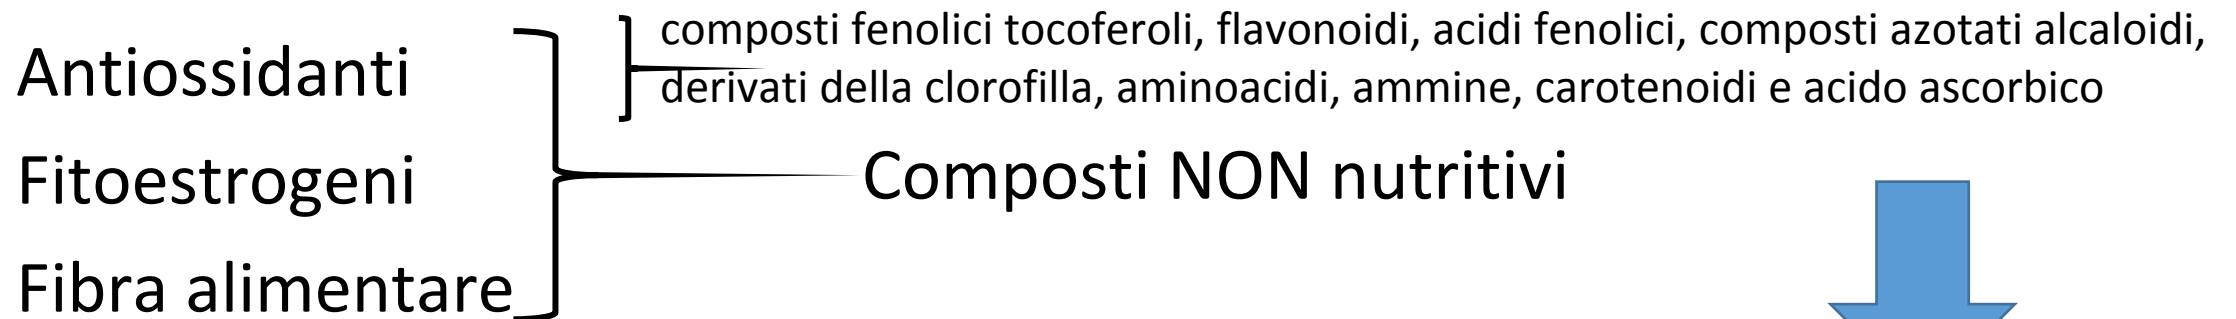 composti fenolici tocoferoli, flavonoidi, acidi fenolici, composti azotati alcaloidi,
Antiossidanti
derivati della clorofilla, aminoacidi, ammine, carotenoidi e acido ascorbico
Fitoestrogeni
Composti NON nutritivi
Fibra alimentare